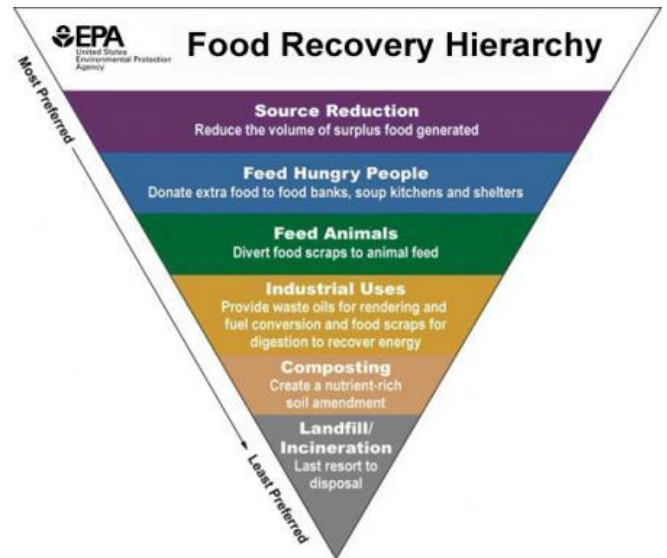 EPA
United States
Environmental Protection
Agency
Food Recovery Hierarchy
Most Preferred
Source Reduction
Reduce the volume of surplus food generated
Feed Hungry People
Donate extra food to food banks, soup kitchens and shelters
Feed Animals
Divert food scraps to animal feed
Industrial Uses
Provide waste oils for rendering and
fuel conversion and food scraps for
digestion to recover energy
Composting
Create a nutrient-rich
soil amendment
Landfill/
Incineration
Last resort to
disposal
Least Preferred